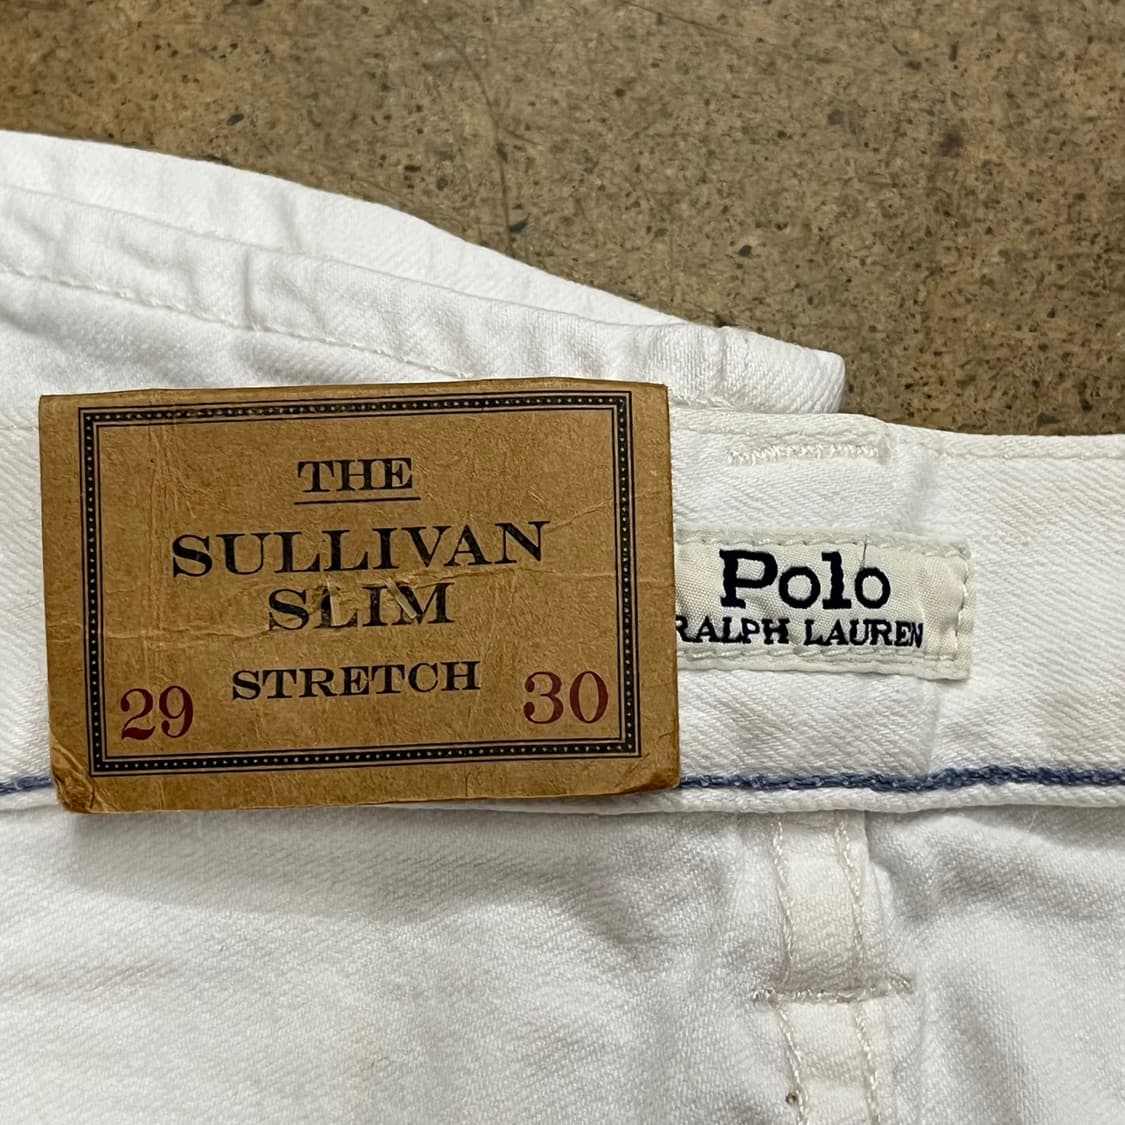 THE
SULLIVAN
SLIM
STRETCH
29 30
Polo
RALPH LAUREN